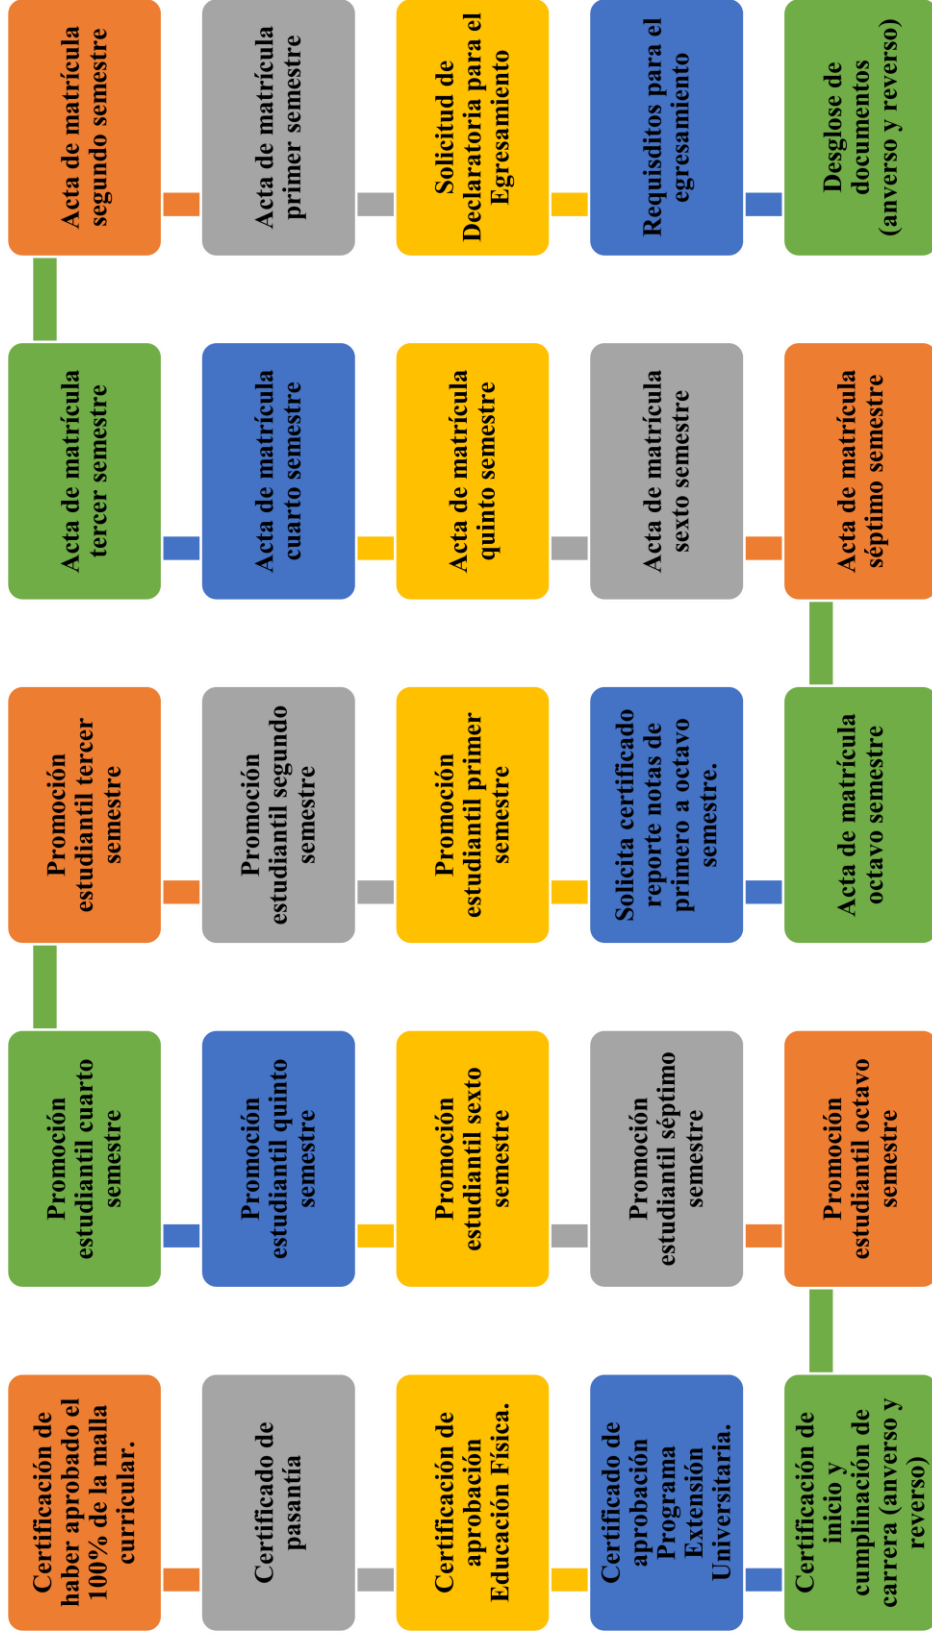 Certificación de
haber aprobado el
100% de la malla
curricular.
Promoción
estudiantil cuarto
semestre
Promoción
estudiantil tercer
semestre
Acta de matrícula
tercer semestre
Acta de matrícula
segundo semestre
Certificado de
pasantía
Promoción
estudiantil quinto
semestre
Promoción
estudiantil segundo
semestre
Acta de matrícula
cuarto semestre
Acta de matrícula
primer semestre
Certificación de
aprobación
Educación Física.
Promoción
estudiantil sexto
semestre
Promoción
estudiantil primer
semestre
Acta de matrícula
quinto semestre
Solicitud de
Declaratoria para el
Egresamiento
Certificado de
aprobación
Programa
Extensión
Universitaria.
Promoción
estudiantil séptimo
semestre
Solicita certificado
reporte notas de
primero a octavo
semestre.
Acta de matrícula
sexto semestre
Requisditos para el
egresamiento
Certificación de
inicio y
cumplinación de
carrera (anverso y
reverso)
Promoción
estudiantil octavo
semestre
Acta de matrícula
octavo semestre
Acta de matrícula
séptimo semestre
Desglose de
documentos
(anverso y reverso)